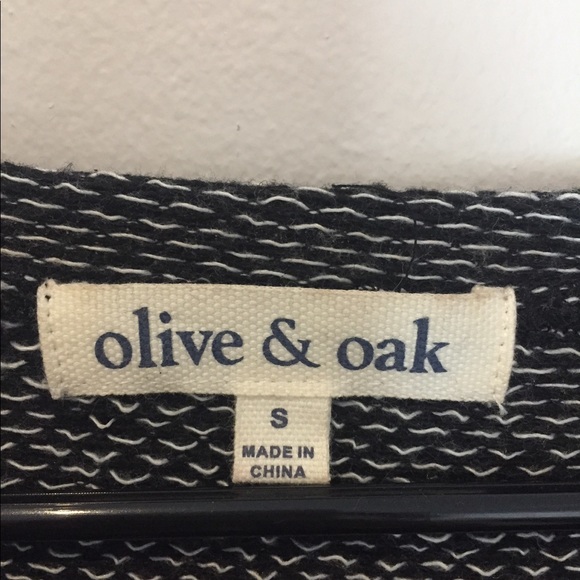 olive & oak
S
MADE IN
CHINA